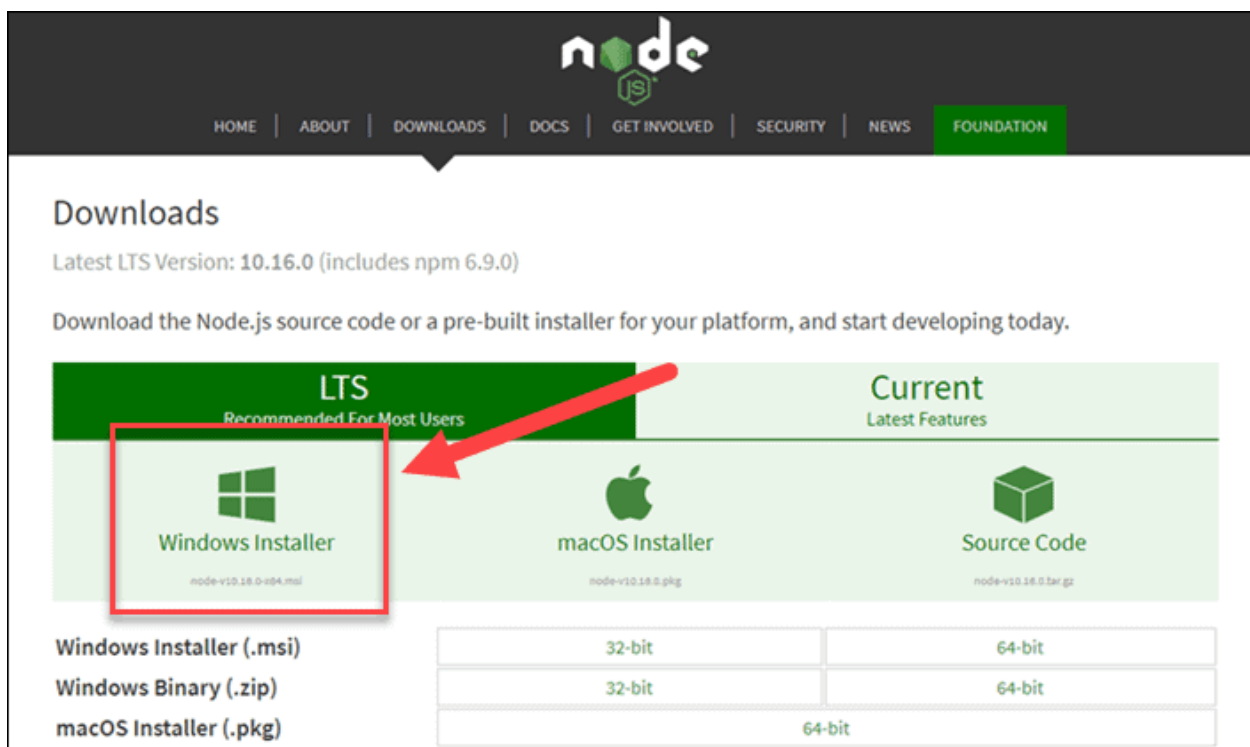 node
JS
HOME | ABOUT | DOWNLOADS | DOCS | GET INVOLVED | SECURITY | NEWS FOUNDATION
Downloads
Latest LTS Version: 10.16.0 (includes npm 6.9.0)
Download the Node.js source code or a pre-built installer for your platform, and start developing today.
LTS
Recommended For Most Users
Current
Latest Features
Windows Installer
node-v10.16.0-x64.msi
macOS Installer
node-v10.16.0.pkg
Source Code
node-v10.16.0.tar.gz
Windows Installer (.msi) 32-bit 64-bit
Windows Binary (.zip) 32-bit 64-bit
macOS Installer (.pkg) 64-bit